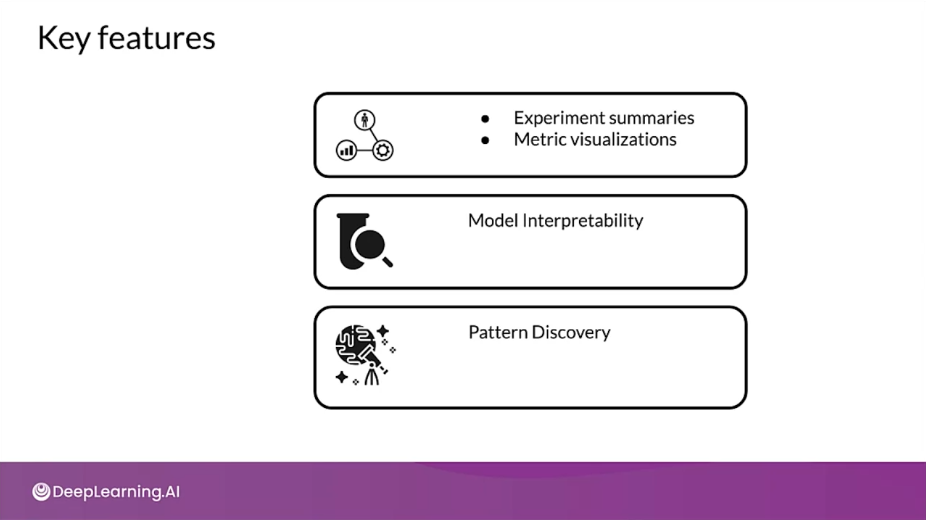 Key features
● Experiment summaries
● Metric visualizations
Model Interpretability
Pattern Discovery
DeepLearning.AI